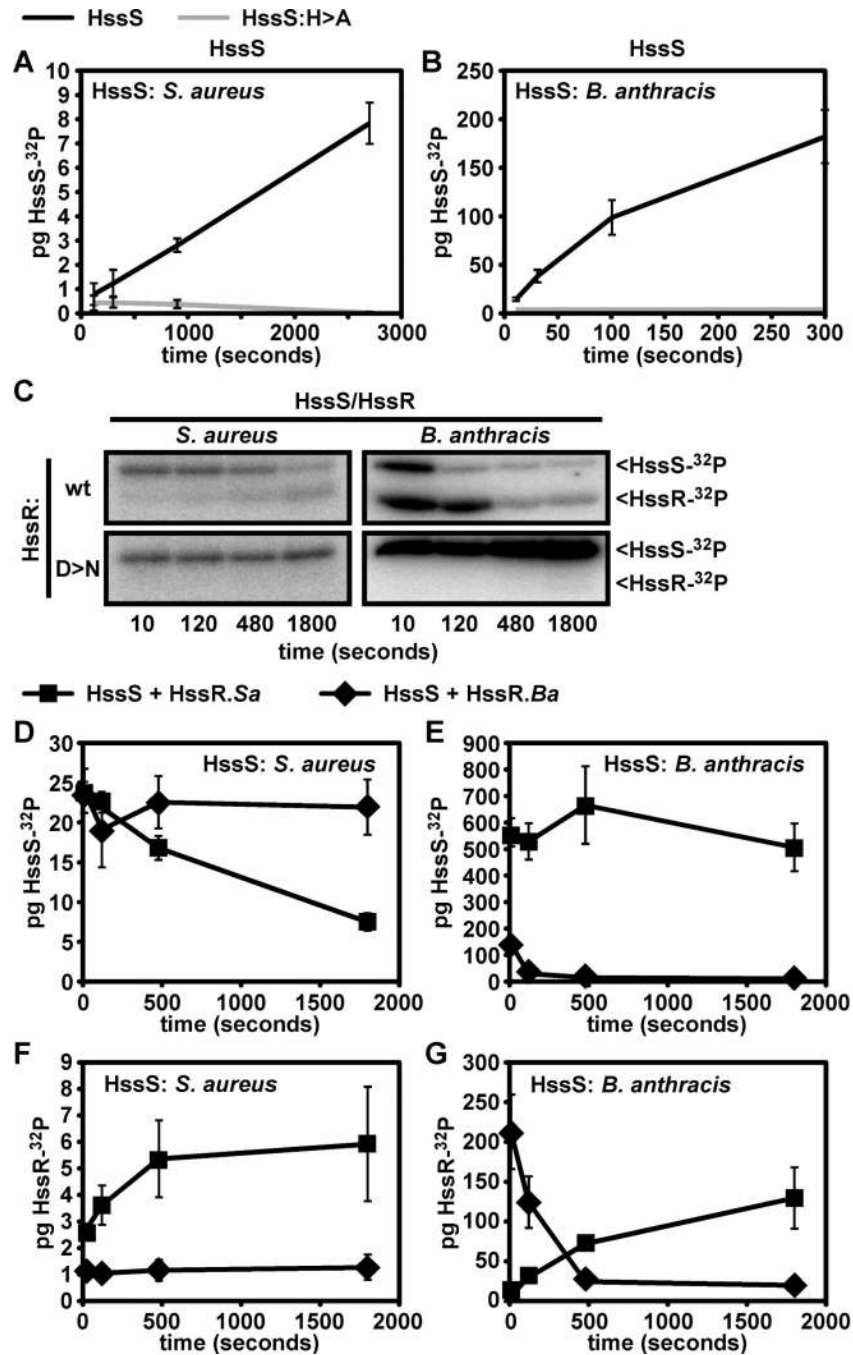 HssS HssS:H>A
A HssS
HssS: S. aureus
10
9
8
7
6
5
4
3
2
1
0
pg HssS-³²P
0 1000 2000 3000
time (seconds)
B HssS
HssS: B. anthracis
250
200
150
100
50
0
pg HssS-³²P
0 50 100 150 200 250 300
time (seconds)
C HssS/HssR
S. aureus B. anthracis
HssR:
wt
<HssS-³²P
<HssR-³²P
D>N
<HssS-³²P
<HssR-³²P
10 120 480 1800 10 120 480 1800
time (seconds)
HssS + HssR.Sa HssS + HssR.Ba
D HssS: S. aureus
30
25
20
15
10
5
0
pg HssS-³²P
0 500 1000 1500 2000
time (seconds)
E HssS: B. anthracis
900
800
700
600
500
400
300
200
100
0
pg HssS-³²P
0 500 1000 1500 2000
time (seconds)
F HssS: S. aureus
9
8
7
6
5
4
3
2
1
0
pg HssR-³²P
0 500 1000 1500 2000
time (seconds)
G HssS: B. anthracis
300
250
200
150
100
50
0
pg HssR-³²P
0 500 1000 1500 2000
time (seconds)